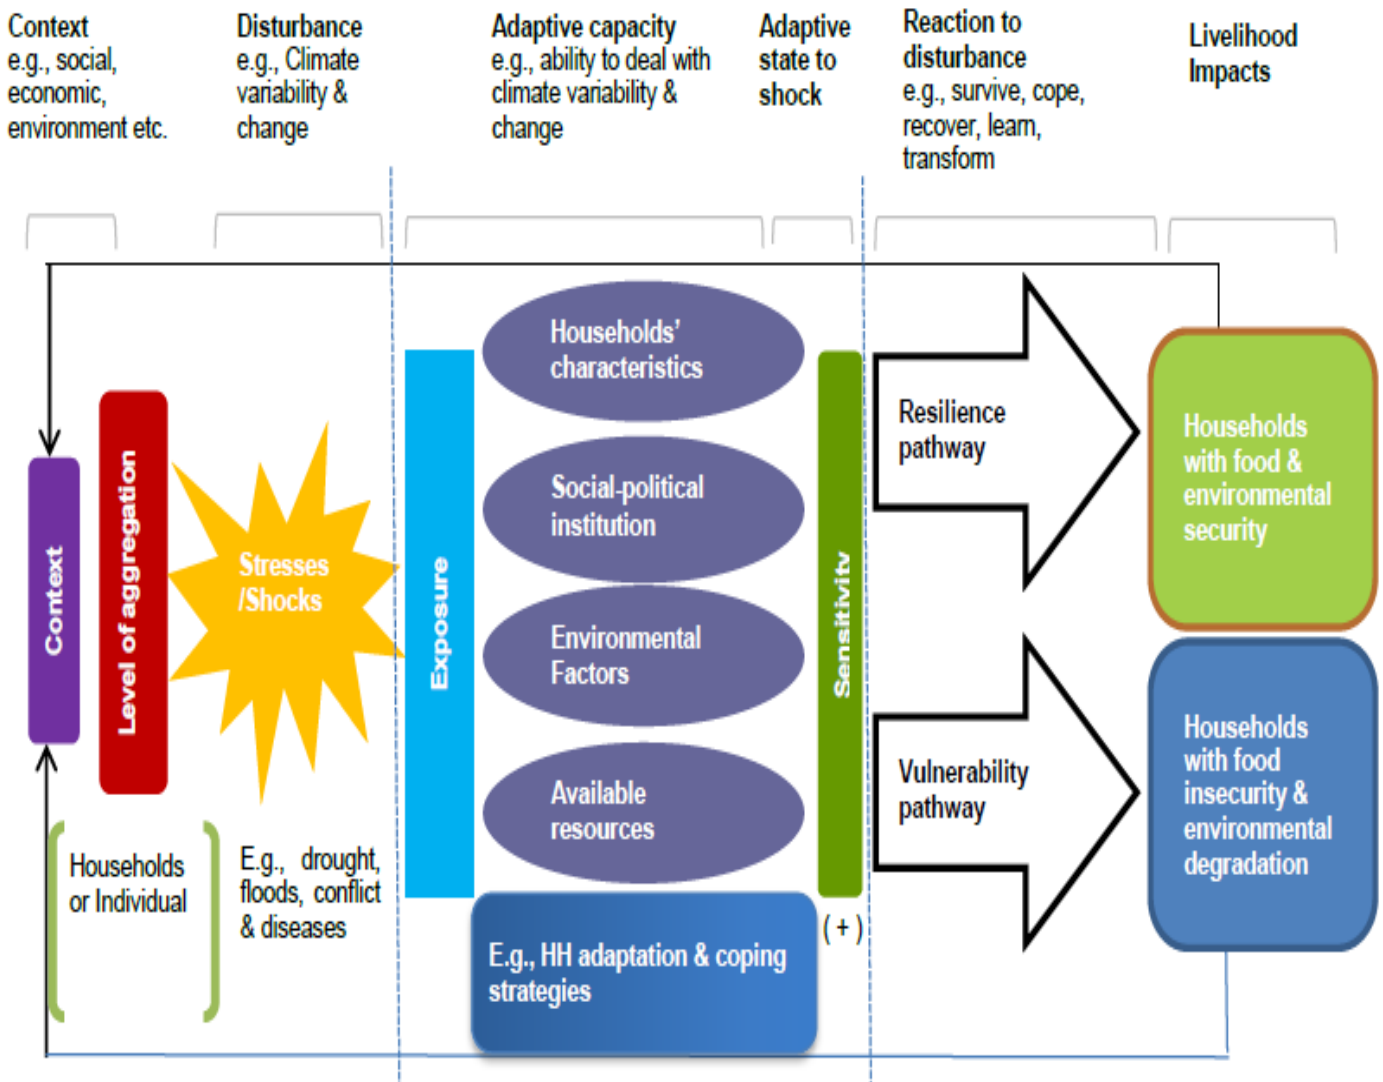 Context
e.g., social,
economic,
environment etc.
Disturbance
e.g., Climate
variability &
change
Adaptive capacity
e.g., ability to deal with
climate variability &
change
Adaptive
state to
shock
Reaction to
disturbance
e.g., survive, cope,
recover, learn,
transform
Livelihood
Impacts
Context
Level of aggregation
Households
or Individual
Stresses
/Shocks
E.g., drought,
floods, conflict
& diseases
Exposure
Households’
characteristics
Social-political
institution
Environmental
Factors
Available
resources
E.g., HH adaptation & coping
strategies
Sensitivity
( + )
Resilience
pathway
Vulnerability
pathway
Households
with food &
environmental
security
Households
with food
insecurity &
environmental
degradation